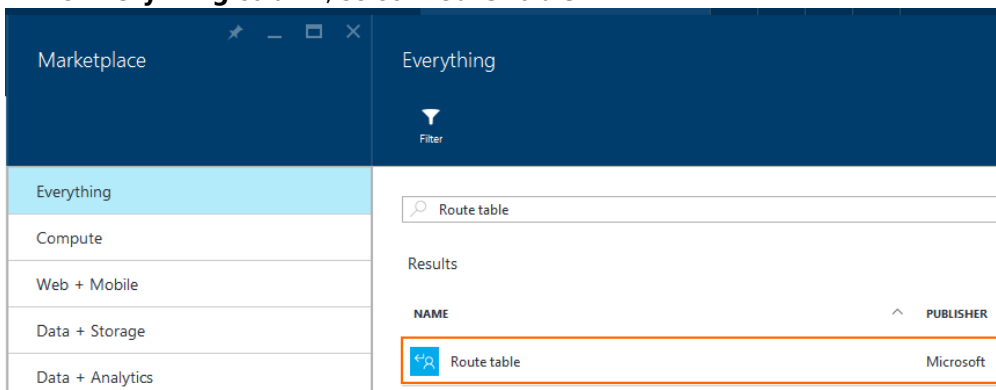 Marketplace
Everything
Filter
Everything
Compute
Web + Mobile
Data + Storage
Data + Analytics
Route table
Results
NAME
PUBLISHER
Route table
Microsoft